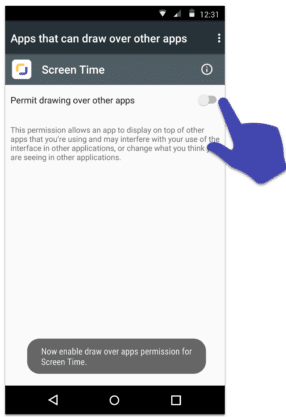 12:31
Apps that can draw over other apps
Screen Time
Permit drawing over other apps
This permission allows an app to display on top of other
apps that you're using and may interfere with your use of the
interface in other applications, or change what you think
are seeing in other applications.
Now enable draw over apps permission for
Screen Time.